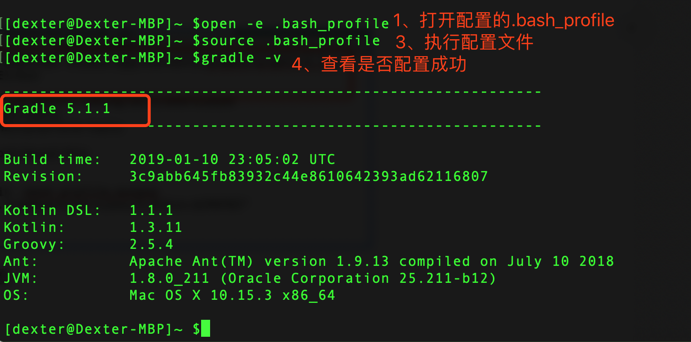 [[dexter@Dexter-MBP]~ $open -e .bash_profile 1、打开配置的.bash_profile
[[dexter@Dexter-MBP]~ $source .bash_profile 3、执行配置文件
[[dexter@Dexter-MBP]~ $gradle -v 4、查看是否配置成功
------------------------------------------------------------
Gradle 5.1.1
------------------------------------------------------------
Build time:   2019-01-10 23:05:02 UTC
Revision:     3c9abb645fb83932c44e8610642393ad62116807
Kotlin DSL:   1.1.1
Kotlin:       1.3.11
Groovy:       2.5.4
Ant:          Apache Ant(TM) version 1.9.13 compiled on July 10 2018
JVM:          1.8.0_211 (Oracle Corporation 25.211-b12)
OS:           Mac OS X 10.15.3 x86_64
[dexter@Dexter-MBP]~ $